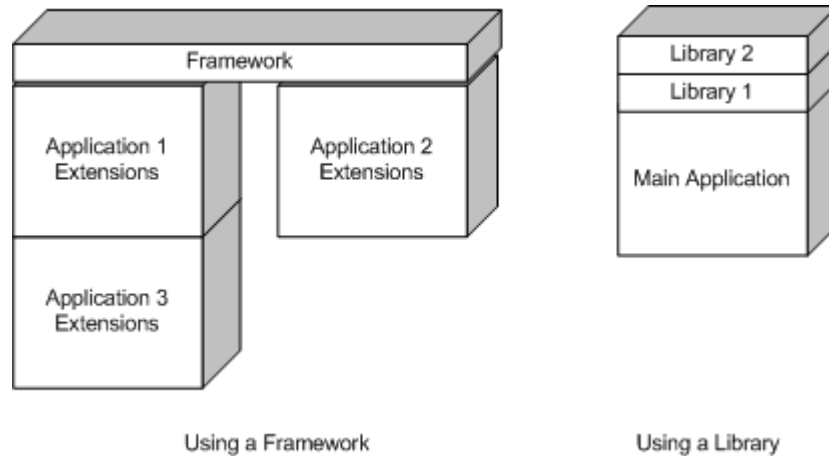 Framework
Application 1
Extensions
Application 2
Extensions
Application 3
Extensions
Using a Framework
Library 2
Library 1
Main Application
Using a Library